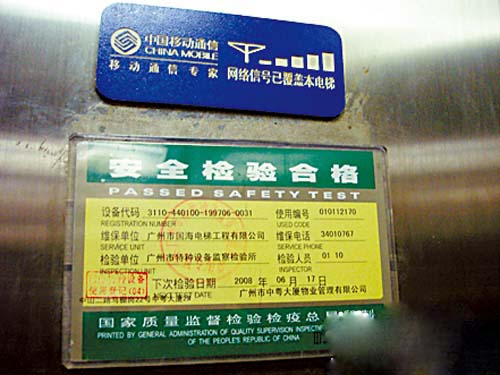 中国移动通信
CHINA MOBILE
移动通信专家
网络信号已覆盖本电梯
安全检验合格
PASSED SAFETY TEST
设备代码 3110-440100-199706-0031 使用编号 010112170
REGISTRATION NUMBER USED CODE
维保单位 广州市国海电梯工程有限公司 维保电话 34010767
SERVICE UNIT SERVICE PHONE
检验单位 广州市特种设备监察检验所 检验人员 01 10
INSPECTION UNIT INSPECTOR
下次检验日期 2008 年 06 月 17 日
使用登记(04)
广州市中粤大厦物业管理有限公司
国家质量监督检验检疫总
PRINTED BY GENERAL ADMINISTRATION OF QUALITY SUPERVISION INSPECT
OF THE PEOPLE'S REPUBLIC OF CHINA